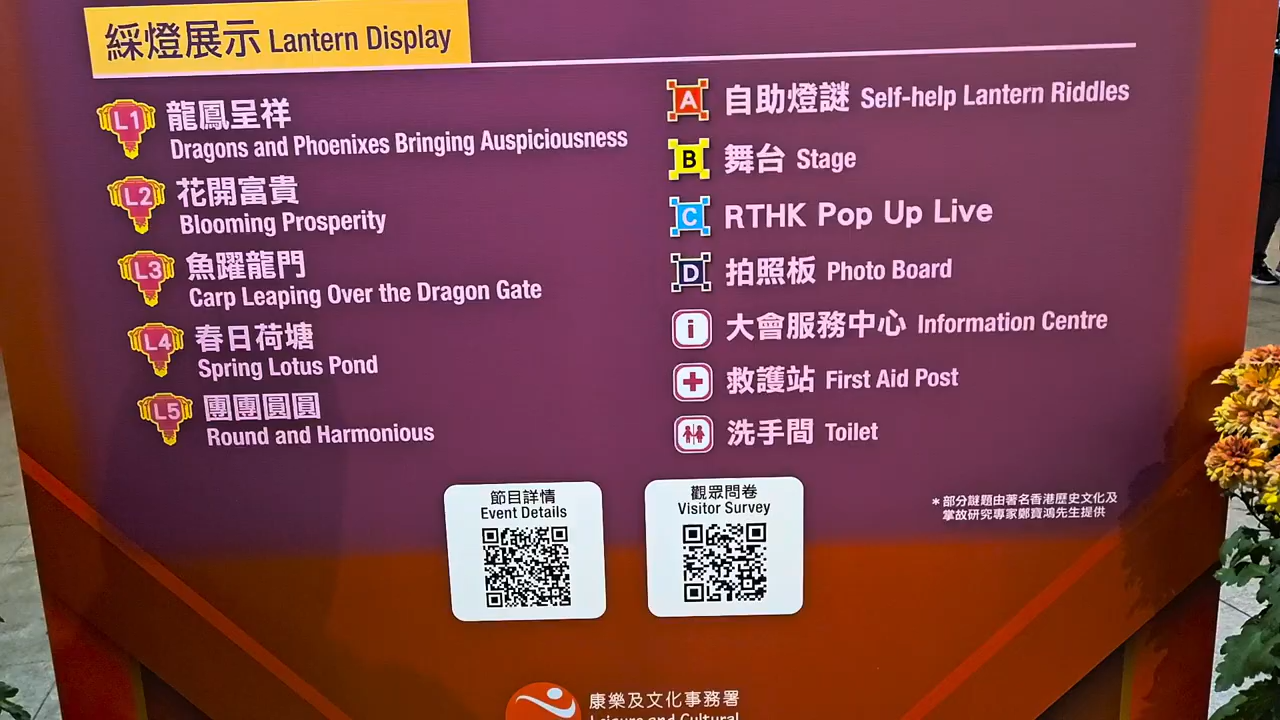 綵燈展示 Lantern Display
L1 龍鳳呈祥
Dragons and Phoenixes Bringing Auspiciousness
L2 花開富貴
Blooming Prosperity
L3 魚躍龍門
Carp Leaping Over the Dragon Gate
L4 春日荷塘
Spring Lotus Pond
L5 團團圓圓
Round and Harmonious
A 自助燈謎 Self-help Lantern Riddles
B 舞台 Stage
C RTHK Pop Up Live
D 拍照板 Photo Board
i 大會服務中心 Information Centre
救護站 First Aid Post
洗手間 Toilet
節目詳情
Event Details
觀眾問卷
Visitor Survey
* 部分謎題由著名香港歷史文化及
掌故研究專家鄭寶鴻先生提供
康樂及文化事務署
Leisure and Cultural